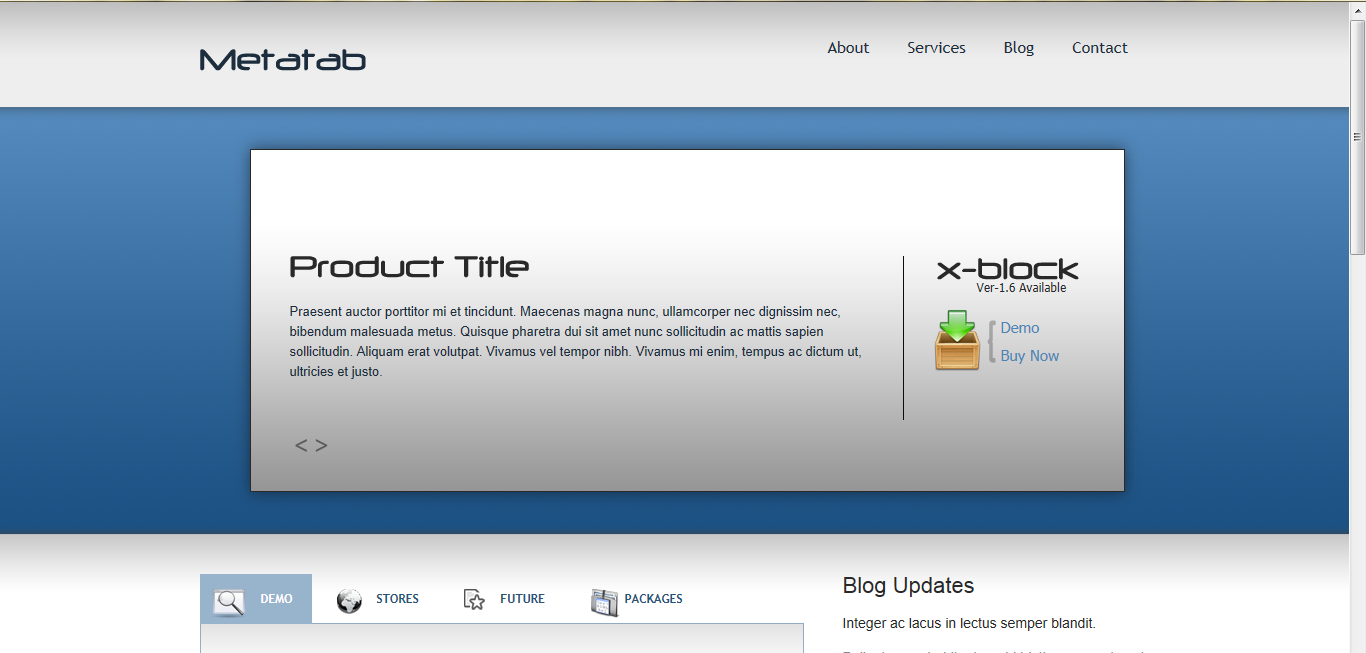 Metatab
About Services Blog Contact
Product Title
Praesent auctor porttitor mi et tincidunt. Maecenas magna nunc, ullamcorper nec dignissim nec,
bibendum malesuada metus. Quisque pharetra dui sit amet nunc sollicitudin ac mattis sapien
sollicitudin. Aliquam erat volutpat. Vivamus vel tempor nibh. Vivamus mi enim, tempus ac dictum ut,
ultricies et justo.
< >
x-block
Ver-1.6 Available
Demo
Buy Now
DEMO STORES FUTURE PACKAGES
Blog Updates
Integer ac lacus in lectus semper blandit.